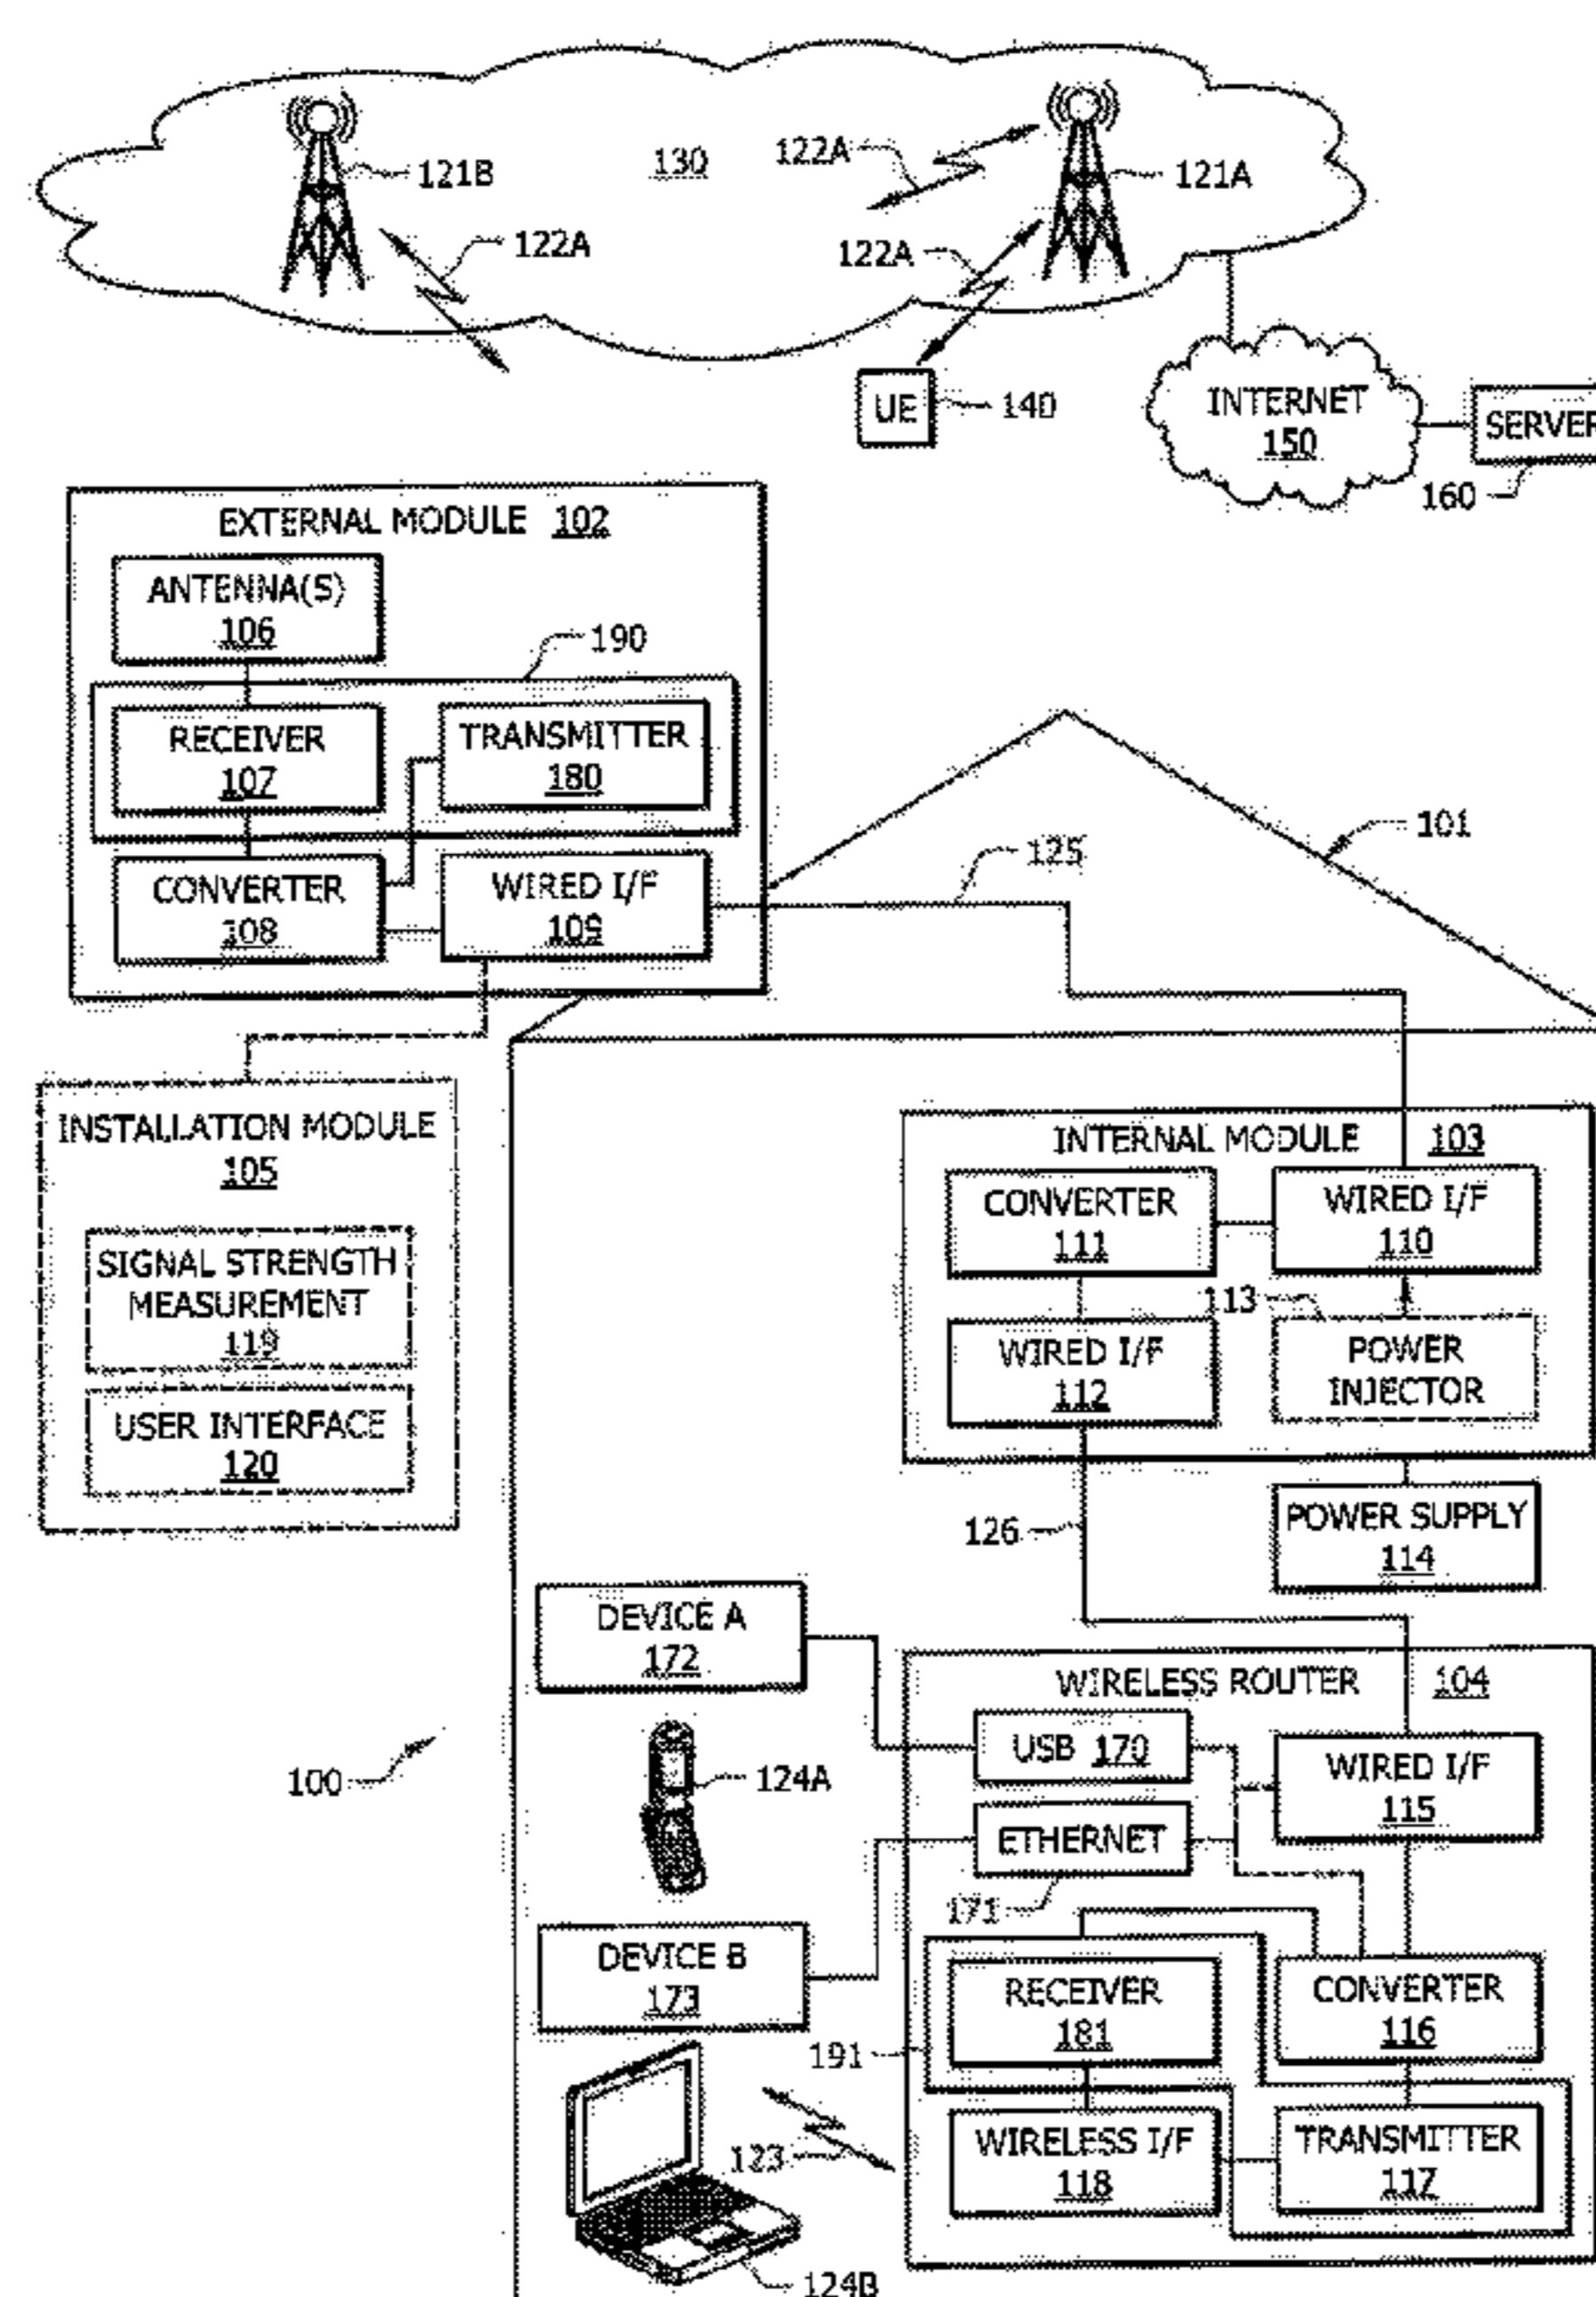 121B
130
122A
121A
122A
122A
UE
140
INTERNET
150
SERVER
160
EXTERNAL MODULE 102
ANTENNA(S)
106
190
RECEIVER
107
TRANSMITTER
180
CONVERTER
108
WIRED I/F
109
125
101
INSTALLATION MODULE
105
SIGNAL STRENGTH
MEASUREMENT
119
USER INTERFACE
120
INTERNAL MODULE 103
CONVERTER
111
WIRED I/F
110
113
WIRED I/F
112
POWER
INJECTOR
126
POWER SUPPLY
114
DEVICE A
172
WIRELESS ROUTER 104
USB 170
WIRED I/F
115
100
124A
ETHERNET
171
DEVICE B
173
RECEIVER
181
CONVERTER
116
191
123
WIRELESS I/F
118
TRANSMITTER
117
124B